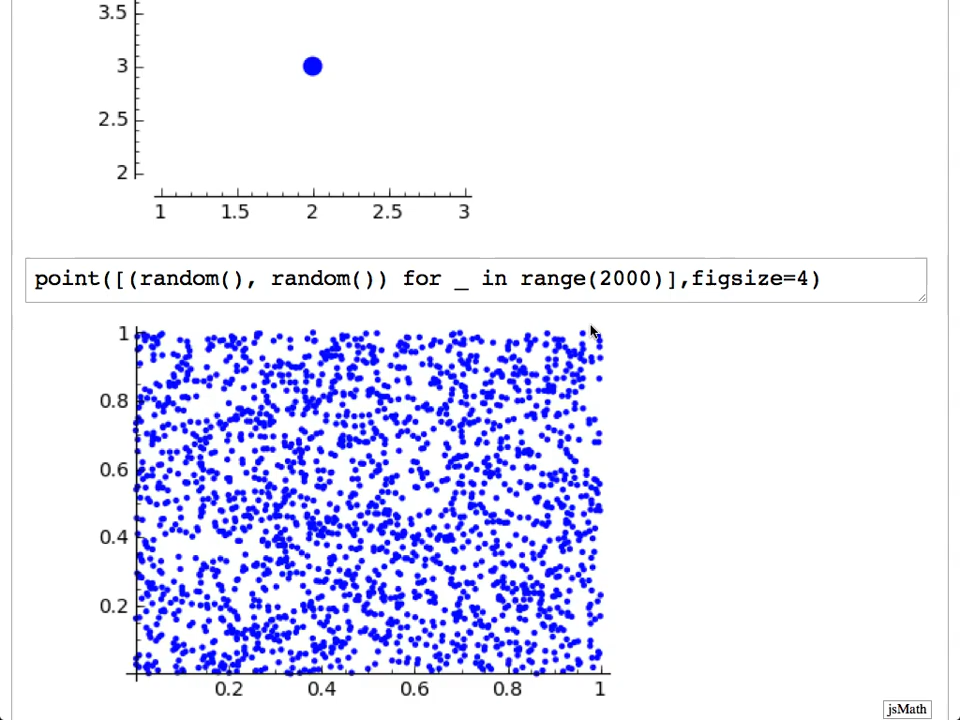 3.5
3
2.5
2
1 1.5 2 2.5 3
point([(random(), random()) for _ in range(2000)],figsize=4)
1
0.8
0.6
0.4
0.2
0.2 0.4 0.6 0.8 1
jsMath